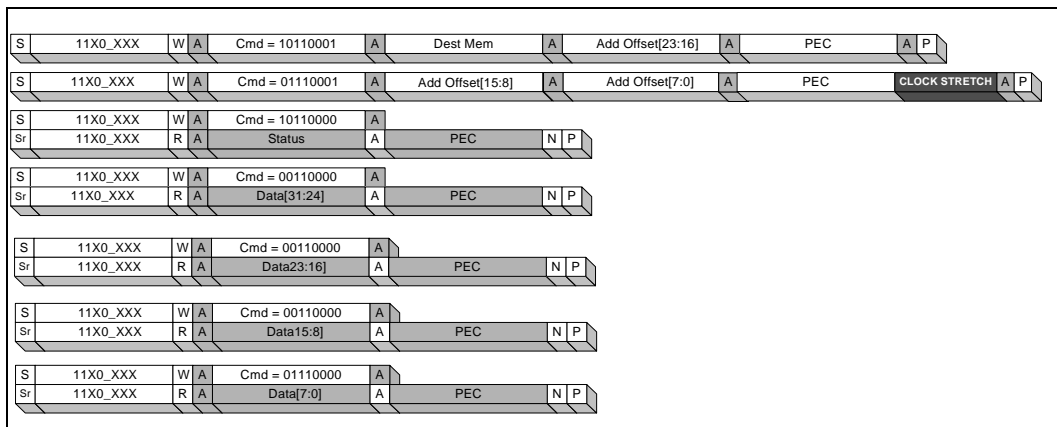 S 11X0_XXX W A Cmd = 10110001 A Dest Mem A Add Offset[23:16] A PEC A P
S 11X0_XXX W A Cmd = 01110001 A Add Offset[15:8] A Add Offset[7:0] A PEC CLOCK STRETCH A P
S 11X0_XXX W A Cmd = 10110000 A
Sr 11X0_XXX R A Status A PEC N P
S 11X0_XXX W A Cmd = 00110000 A
Sr 11X0_XXX R A Data[31:24] A PEC N P
S 11X0_XXX W A Cmd = 00110000 A
Sr 11X0_XXX R A Data23:16] A PEC N P
S 11X0_XXX W A Cmd = 00110000 A
Sr 11X0_XXX R A Data15:8] A PEC N P
S 11X0_XXX W A Cmd = 01110000 A
Sr 11X0_XXX R A Data[7:0] A PEC N P